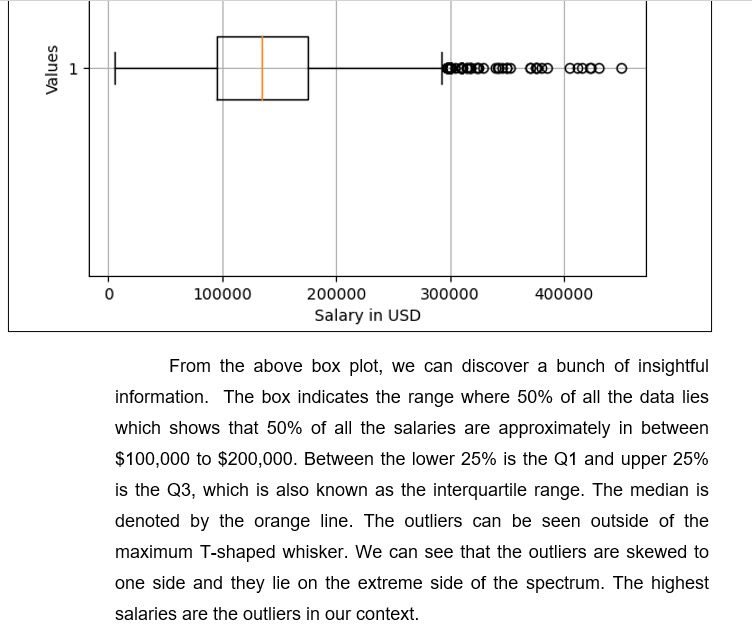 Values
1
0 100000 200000 300000 400000
Salary in USD
From the above box plot, we can discover a bunch of insightful
information. The box indicates the range where 50% of all the data lies
which shows that 50% of all the salaries are approximately in between
$100,000 to $200,000. Between the lower 25% is the Q1 and upper 25%
is the Q3, which is also known as the interquartile range. The median is
denoted by the orange line. The outliers can be seen outside of the
maximum T-shaped whisker. We can see that the outliers are skewed to
one side and they lie on the extreme side of the spectrum. The highest
salaries are the outliers in our context.